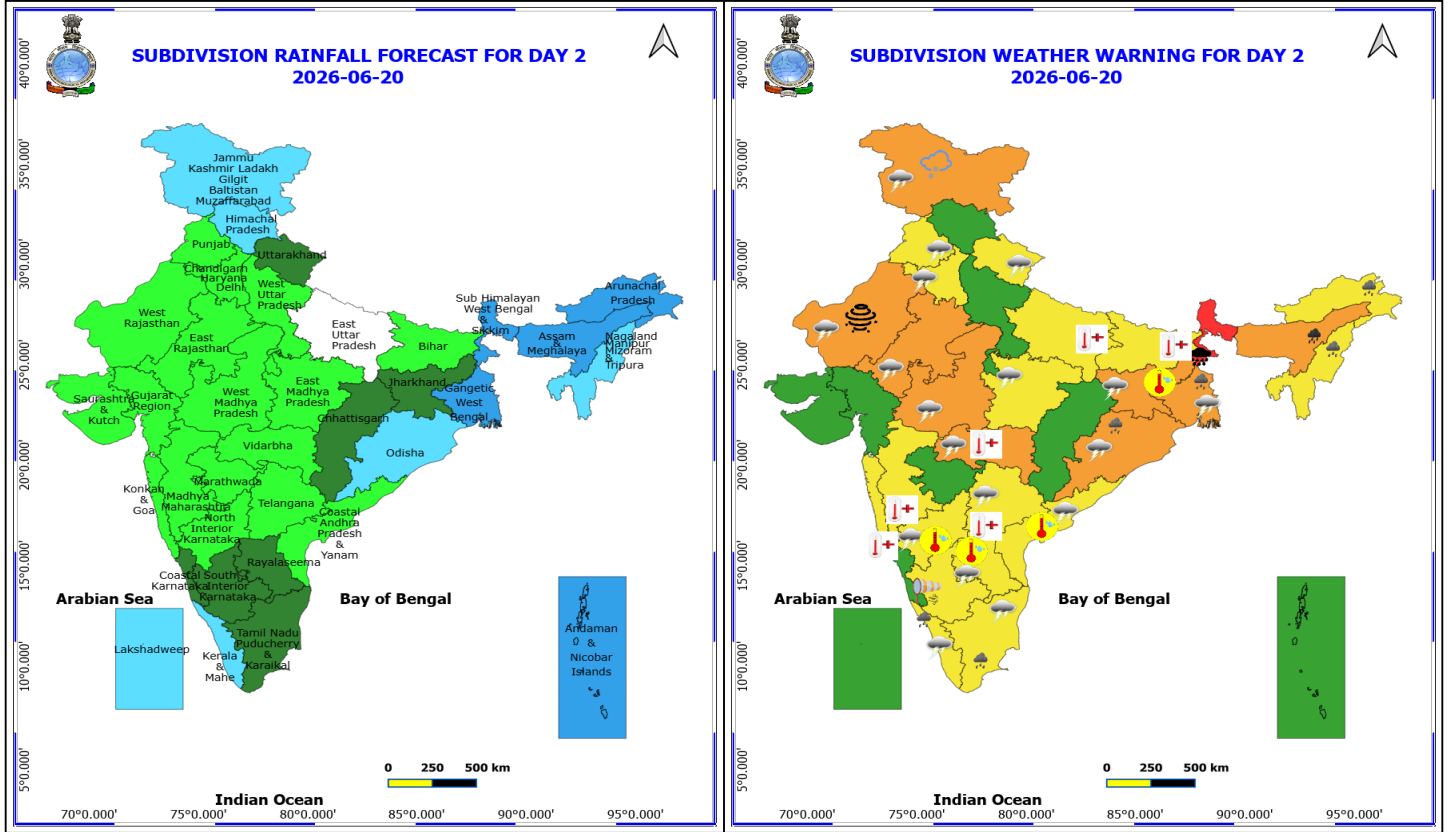 SUBDIVISION RAINFALL FORECAST FOR DAY 2
2026-06-20
40°0.000'
35°0.000'
30°0.000'
25°0.000'
20°0.000'
15°0.000'
10°0.000'
5°0.000'
Jammu
Kashmir Ladakh
Gilgit
Baltistan
Muzaffarabad
Himachal
Pradesh
Punjab
Uttarakhand
Chandigarh
Haryana
Delhi
West
Uttar
Pradesh
West
Rajasthan
East
Rajasthan
East
Uttar
Pradesh
Bihar
Sub Himalayan
West Bengal
&
Sikkim
Arunachal
Pradesh
Assam
&
Meghalaya
Nagaland
Manipur
Mizoram
&
Tripura
Saurashtra
&
Kutch
Gujarat
Region
West
Madhya
Pradesh
East
Madhya
Pradesh
Jharkhand
Gangetic
West
Bengal
Chhattisgarh
Odisha
Vidarbha
Konkan
&
Goa
Madhya
Maharashtra
Marathwada
Telangana
North
Interior
Karnataka
Coastal
Andhra
Pradesh
&
Yanam
Rayalaseema
Coastal
Karnataka
South
Interior
Karnataka
Tamil Nadu
Puducherry
&
Karaikal
Kerala
&
Mahe
Lakshadweep
Andaman
&
Nicobar
Islands
Arabian Sea
Bay of Bengal
Indian Ocean
0 250 500 km
70°0.000' 75°0.000' 80°0.000' 85°0.000' 90°0.000' 95°0.000'
SUBDIVISION WEATHER WARNING FOR DAY 2
2026-06-20
40°0.000'
35°0.000'
30°0.000'
25°0.000'
20°0.000'
15°0.000'
10°0.000'
5°0.000'
Arabian Sea
Bay of Bengal
Indian Ocean
0 250 500 km
70°0.000' 75°0.000' 80°0.000' 85°0.000' 90°0.000' 95°0.000'